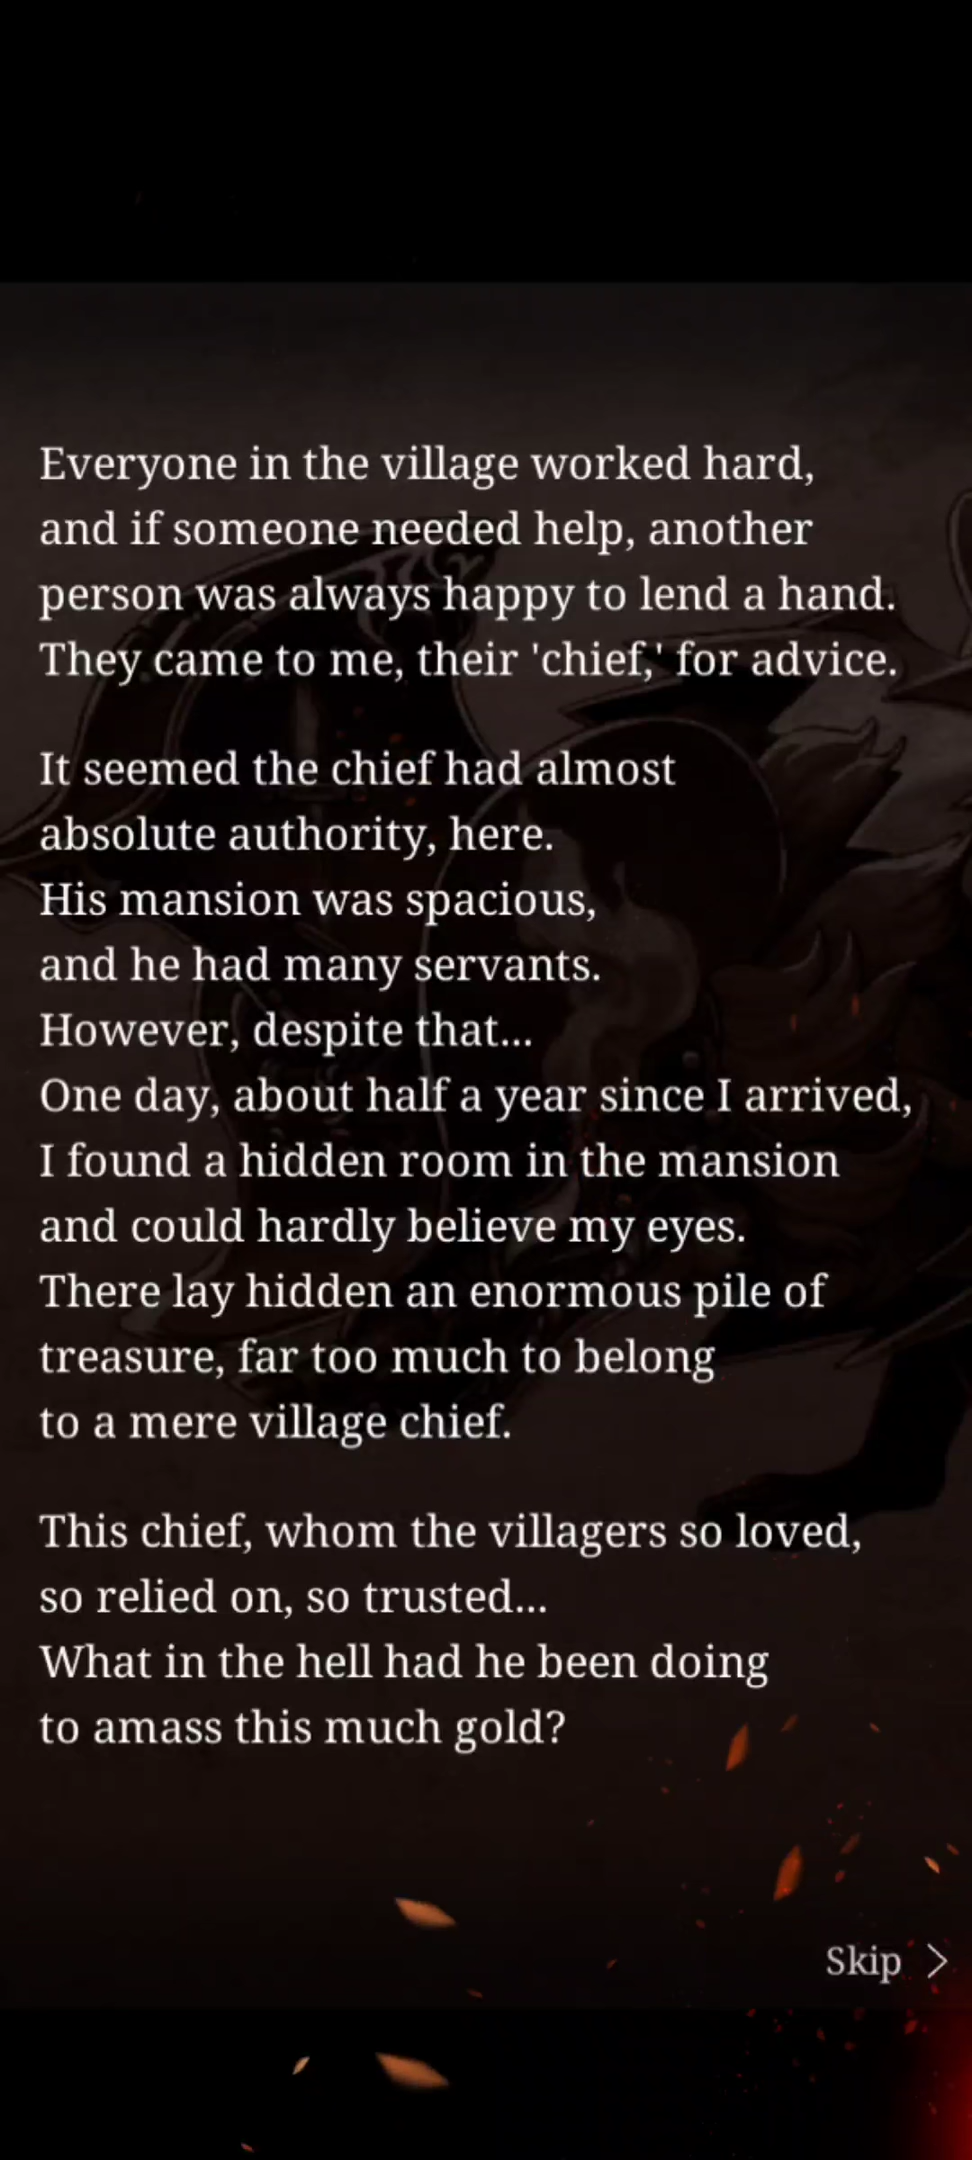 Everyone in the village worked hard,
and if someone needed help, another
person was always happy to lend a hand.
They came to me, their 'chief,' for advice.
It seemed the chief had almost
absolute authority, here.
His mansion was spacious,
and he had many servants.
However, despite that...
One day, about half a year since I arrived,
I found a hidden room in the mansion
and could hardly believe my eyes.
There lay hidden an enormous pile of
treasure, far too much to belong
to a mere village chief.
This chief, whom the villagers so loved,
so relied on, so trusted...
What in the hell had he been doing
to amass this much gold?
Skip >